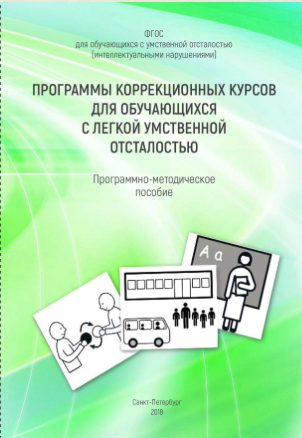 ФГОС
для обучающихся с умственной отсталостью
(интеллектуальными нарушениями)
ПРОГРАММЫ КОРРЕКЦИОННЫХ КУРСОВ
ДЛЯ ОБУЧАЮЩИХСЯ
С ЛЕГКОЙ УМСТВЕННОЙ
ОТСТАЛОСТЬЮ
Программно-методическое
пособие
А а
Санкт-Петербург
2018